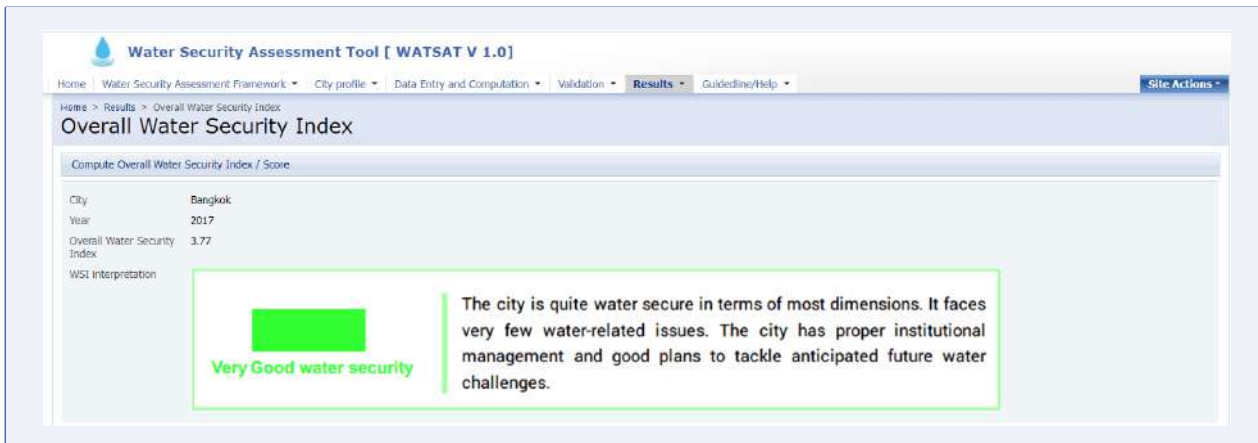 Water Security Assessment Tool [ WATSAT V 1.0]
Home Water Security Assessment Framework City profile Data Entry and Computation Validation Results Guidedline/Help Site Actions
Home > Results > Overall Water Security Index
Overall Water Security Index
Compute Overall Water Security Index / Score
City Bangkok
Year 2017
Overall Water Security 3.77
Index
WSI interpretation
Very Good water security
The city is quite water secure in terms of most dimensions. It faces
very few water-related issues. The city has proper institutional
management and good plans to tackle anticipated future water
challenges.